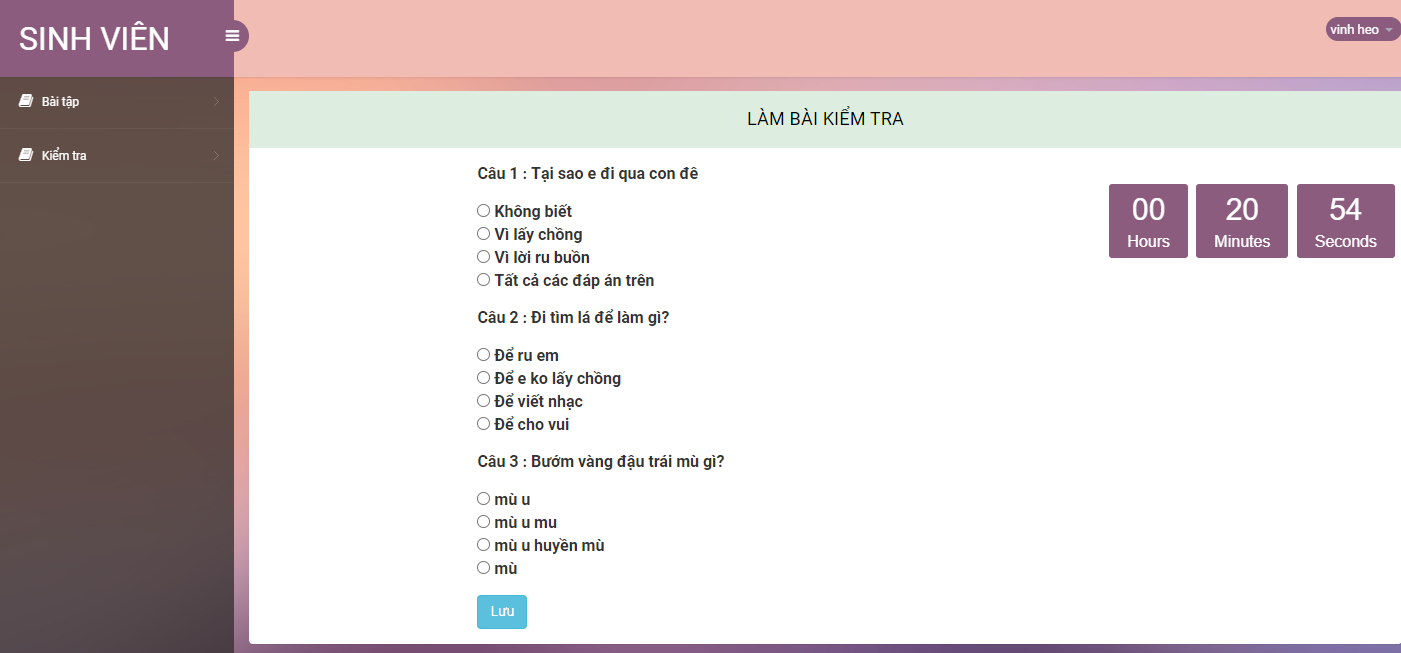 SINH VIÊN
vinh heo
Bài tập
Kiểm tra
LÀM BÀI KIỂM TRA
Câu 1 : Tại sao e đi qua con đê
Không biết
Vì lấy chồng
Vì lời ru buồn
Tất cả các đáp án trên
00 20 54
Hours Minutes Seconds
Câu 2 : Đi tìm lá để làm gì?
Để ru em
Để e ko lấy chồng
Để viết nhạc
Để cho vui
Câu 3 : Bướm vàng đậu trái mù gì?
mù u
mù u mu
mù u huyền mù
mù
Lưu